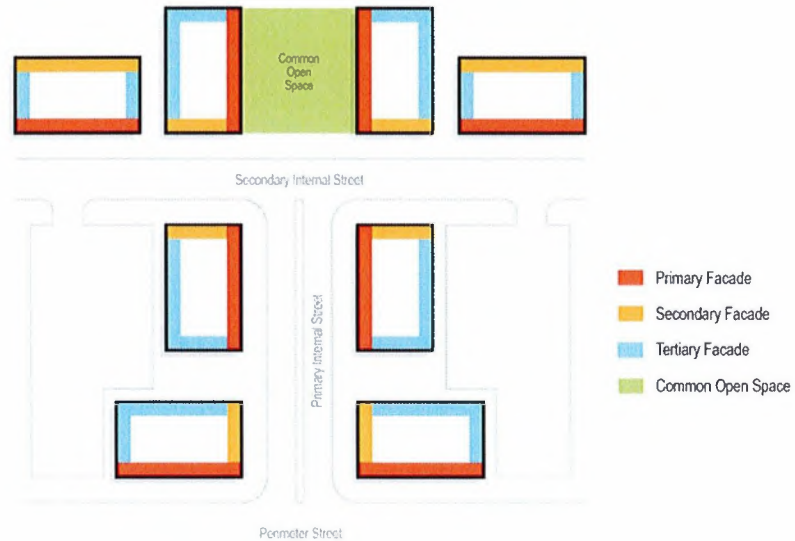 Common
Open
Space
Secondary Internal Street
Primary Internal Street
Primary Facade
Secondary Facade
Tertiary Facade
Common Open Space
Perimeter Street